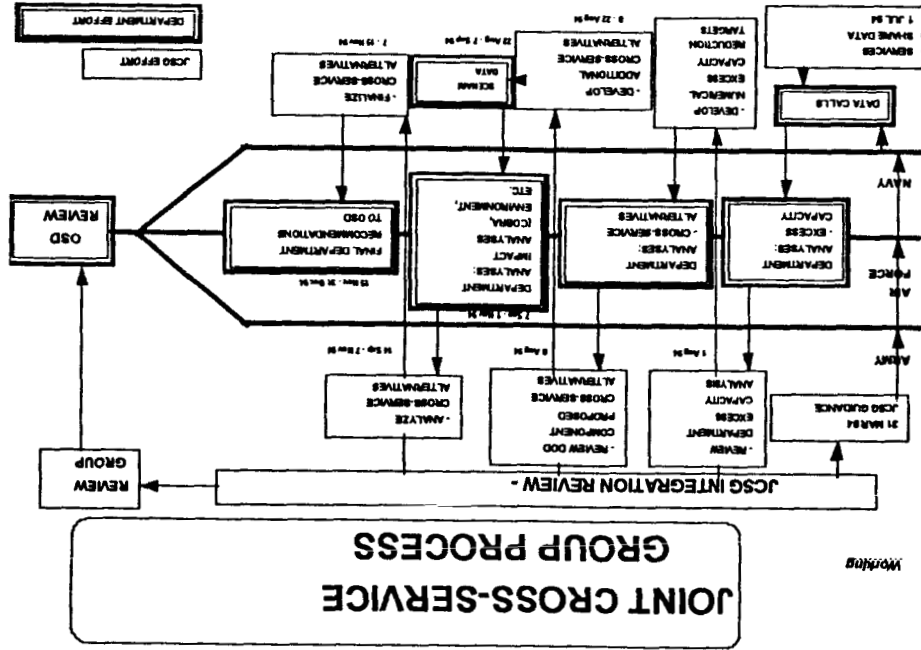 Working
JOINT CROSS-SERVICE
GROUP PROCESS
JCSG INTEGRATION REVIEW -
REVIEW
GROUP
31 MAR 94
JCSG GUIDANCE
- REVIEW
DEPARTMENT
EXCESS
CAPACITY
ANALYSIS
1 Aug 94
- REVIEW DOD
COMPONENT
PROPOSED
CROSS-SERVICE
ALTERNATIVES
8 Aug 94
- ANALYZE
CROSS-SERVICE
ALTERNATIVES
14 Sep - 7 Nov 94
ARMY
AIR
FORCE
NAVY
DEPARTMENT
ANALYSES:
- EXCESS
CAPACITY
DEPARTMENT
ANALYSES:
- CROSS-SERVICE
ALTERNATIVES
7 Sep - 1 Nov 94
DEPARTMENT
ANALYSES:
IMPACT
ANALYSES
(COBRA,
ENVIRONMENT,
ETC.
15 Nov
FINAL DEPARTMENT
RECOMMENDATIONS
TO OSD
OSD
REVIEW
DATA CALLS
SERVICES
SHARE DATA
1 JUL 94
- DEVELOP
NUMERICAL
EXCESS
CAPACITY
REDUCTION
TARGETS
- DEVELOP
ADDITIONAL
CROSS-SERVICE
ALTERNATIVES
8 - 22 Aug 94
DATA
22 Aug - 7 Sep 94
- FINALIZE
CROSS-SERVICE
ALTERNATIVES
7 - 15 Nov 94
JCSG EFFORT
DEPARTMENT EFFORT